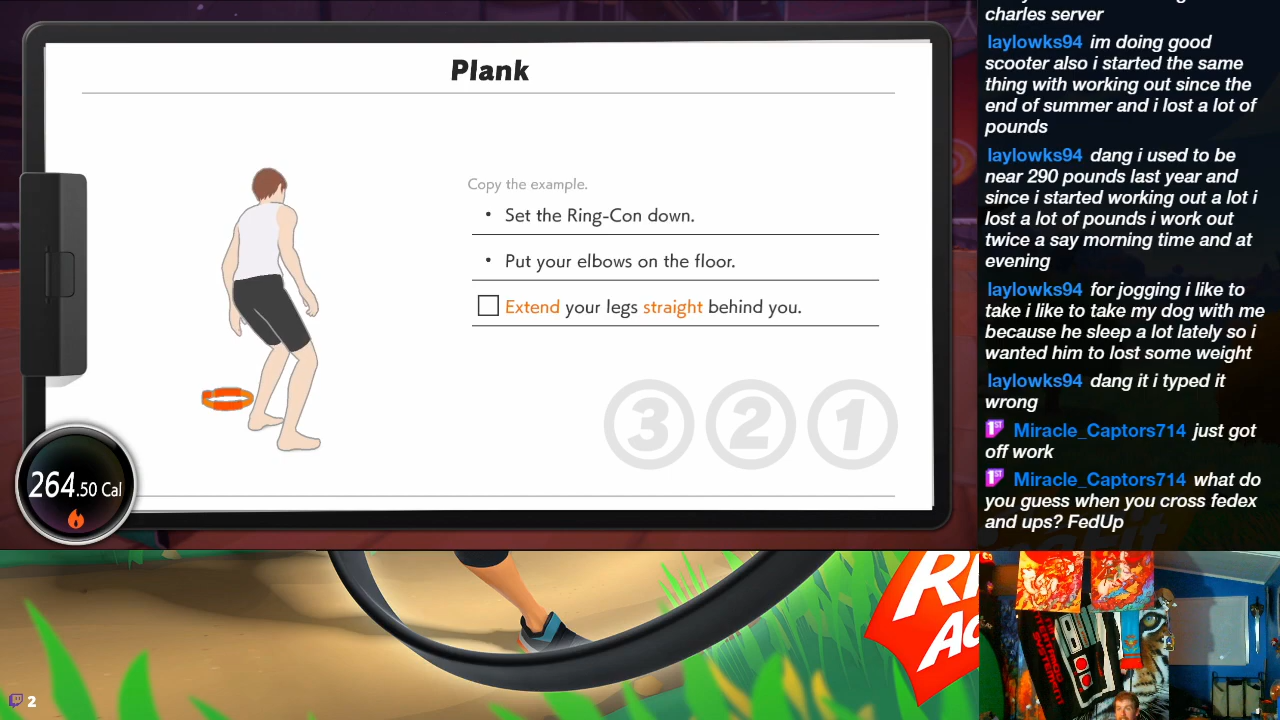 Plank
Copy the example.
• Set the Ring-Con down.
• Put your elbows on the floor.
Extend your legs straight behind you.
3 2 1
264.50 Cal
2
charles server
laylowks94 im doing good
scooter also i started the same
thing with working out since the
end of summer and i lost a lot of
pounds
laylowks94 dang i used to be
near 290 pounds last year and
since i started working out a lot i
lost a lot of pounds i work out
twice a say morning time and at
evening
laylowks94 for jogging i like to
take i like to take my dog with me
because he sleep a lot lately so i
wanted him to lost some weight
laylowks94 dang it i typed it
wrong
1ST Miracle_Captors714 just got
off work
1ST Miracle_Captors714 what do
you guess when you cross fedex
and ups? FedUp